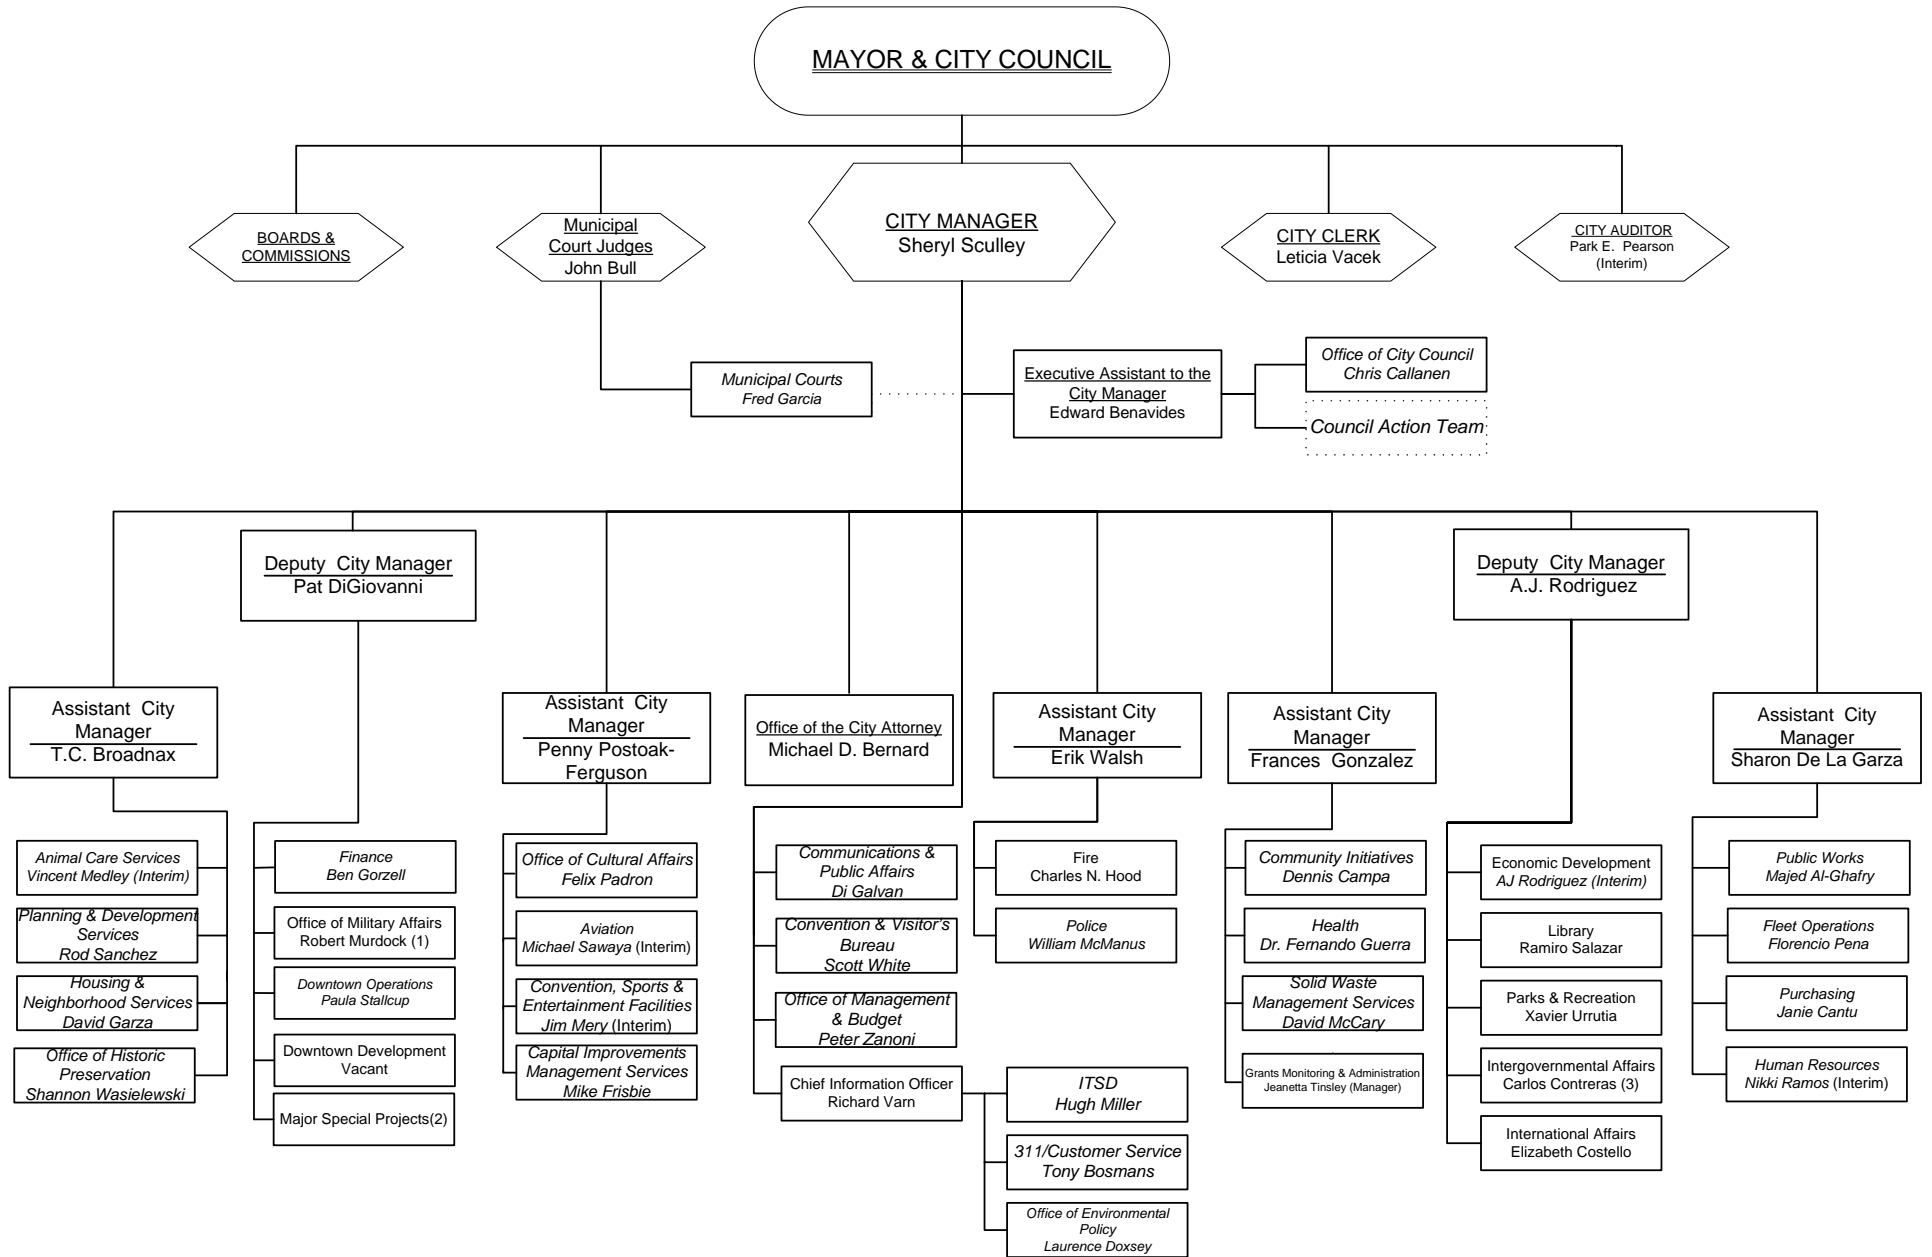 MAYOR & CITY COUNCIL
BOARDS &
COMMISSIONS
Municipal
Court Judges
John Bull
CITY MANAGER
Sheryl Sculley
CITY CLERK
Leticia Vacek
CITY AUDITOR
Park E. Pearson
(Interim)
Municipal Courts
Fred Garcia
Executive Assistant to the
City Manager
Edward Benavides
Office of City Council
Chris Callanen
Council Action Team
Deputy City Manager
Pat DiGiovanni
Deputy City Manager
A.J. Rodriguez
Assistant City
Manager
T.C. Broadnax
Assistant City
Manager
Penny Postoak-
Ferguson
Office of the City Attorney
Michael D. Bernard
Assistant City
Manager
Erik Walsh
Assistant City
Manager
Frances Gonzalez
Assistant City
Manager
Sharon De La Garza
Animal Care Services
Vincent Medley (Interim)
Planning & Development
Services
Rod Sanchez
Housing &
Neighborhood Services
David Garza
Office of Historic
Preservation
Shannon Wasielewski
Finance
Ben Gorzell
Office of Military Affairs
Robert Murdock (1)
Downtown Operations
Paula Stallcup
Downtown Development
Vacant
Major Special Projects(2)
Office of Cultural Affairs
Felix Padron
Aviation
Michael Sawaya (Interim)
Convention, Sports &
Entertainment Facilities
Jim Mery (Interim)
Capital Improvements
Management Services
Mike Frisbie
Communications &
Public Affairs
Di Galvan
Convention & Visitor's
Bureau
Scott White
Office of Management
& Budget
Peter Zanoni
Chief Information Officer
Richard Varn
ITSD
Hugh Miller
311/Customer Service
Tony Bosmans
Office of Environmental
Policy
Laurence Doxsey
Fire
Charles N. Hood
Police
William McManus
Community Initiatives
Dennis Campa
Health
Dr. Fernando Guerra
Solid Waste
Management Services
David McCary
Grants Monitoring & Administration
Jeanetta Tinsley (Manager)
Economic Development
AJ Rodriguez (Interim)
Library
Ramiro Salazar
Parks & Recreation
Xavier Urrutia
Intergovernmental Affairs
Carlos Contreras (3)
International Affairs
Elizabeth Costello
Public Works
Majed Al-Ghafry
Fleet Operations
Florencio Pena
Purchasing
Janie Cantu
Human Resources
Nikki Ramos (Interim)